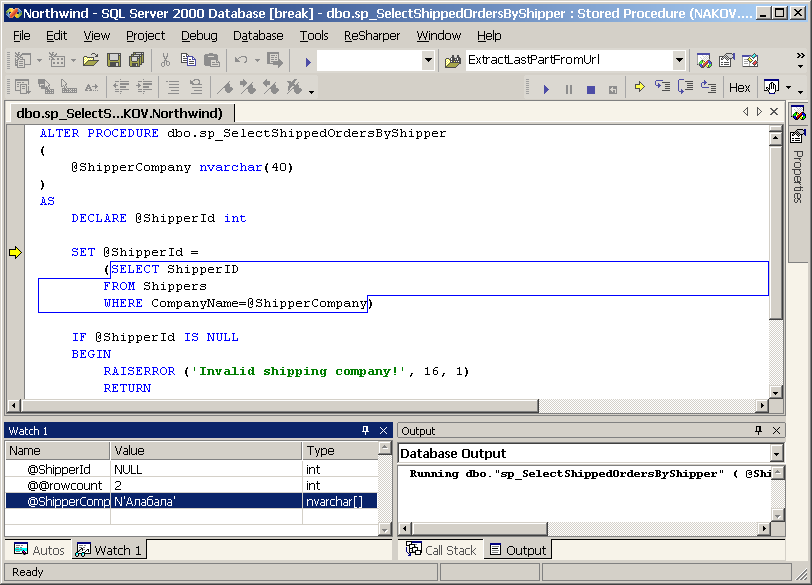 Northwind - SQL Server 2000 Database [break] - dbo.sp_SelectShippedOrdersByShipper : Stored Procedure (NAKOV....
File Edit View Project Debug Database Tools ReSharper Window Help
ExtractLastPartFromUrl
Hex
dbo.sp_SelectS...KOV.Northwind)
ALTER PROCEDURE dbo.sp_SelectShippedOrdersByShipper
(
@ShipperCompany nvarchar(40)
)
AS
DECLARE @ShipperId int
SET @ShipperId =
(SELECT ShipperID
FROM Shippers
WHERE CompanyName=@ShipperCompany)
IF @ShipperId IS NULL
BEGIN
RAISERROR ('Invalid shipping company!', 16, 1)
RETURN
Properties
Watch 1
Name Value Type
@ShipperId NULL int
@@rowcount 2 int
@ShipperComp N'Алабала' nvarchar[]
Autos Watch 1
Output
Database Output
Running dbo."sp_SelectShippedOrdersByShipper" ( @Shi
Call Stack Output
Ready